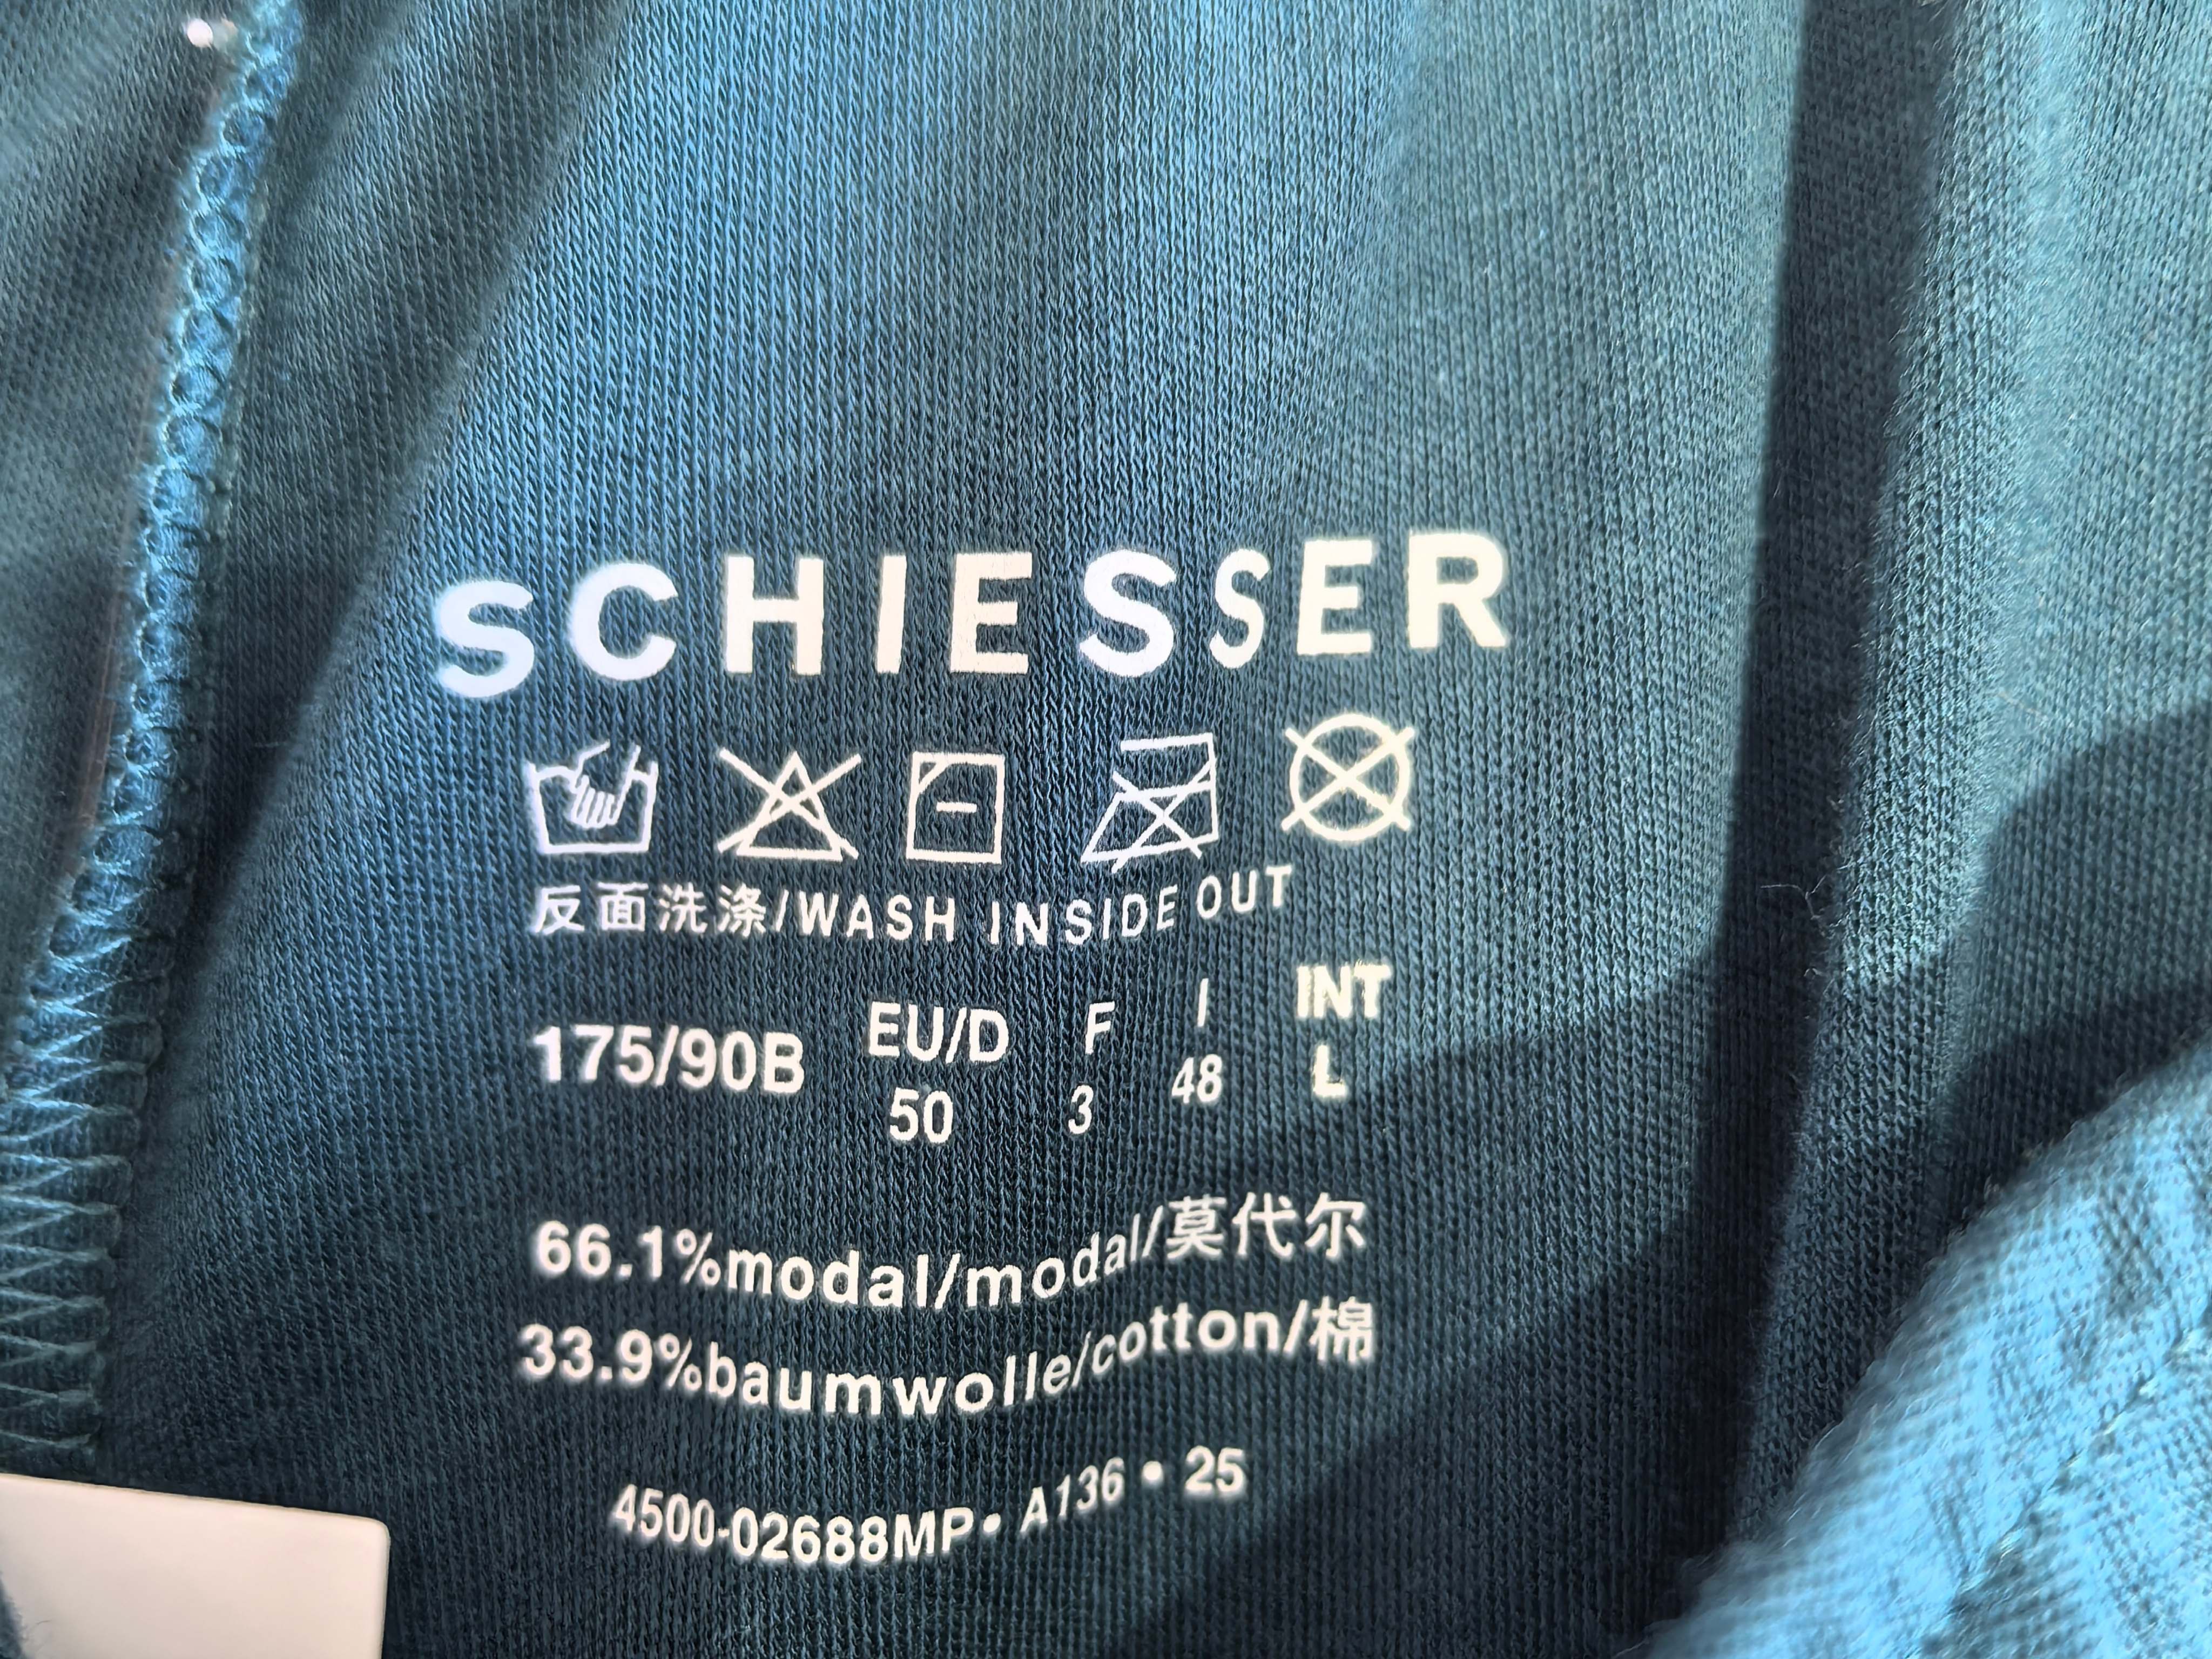 SCHIESSER
反面洗涤/WASH INSIDE OUT
175/90B EU/D F I INT
50 3 48 L
66.1%modal/modal/莫代尔
33.9%baumwolle/cotton/棉
4500-02688MP• A136 • 25